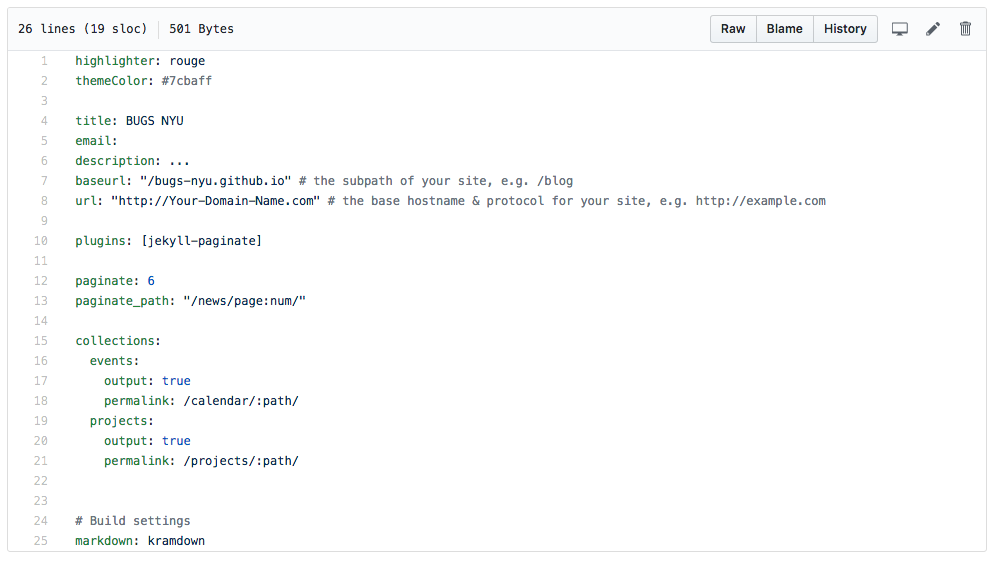 26 lines (19 sloc) 501 Bytes Raw Blame History
1 highlighter: rouge
2 themeColor: #7cbaff
3
4 title: BUGS NYU
5 email:
6 description: ...
7 baseurl: "/bugs-nyu.github.io" # the subpath of your site, e.g. /blog
8 url: "http://Your-Domain-Name.com" # the base hostname & protocol for your site, e.g. http://example.com
9
10 plugins: [jekyll-paginate]
11
12 paginate: 6
13 paginate_path: "/news/page:num/"
14
15 collections:
16   events:
17     output: true
18     permalink: /calendar/:path/
19   projects:
20     output: true
21     permalink: /projects/:path/
22
23
24 # Build settings
25 markdown: kramdown